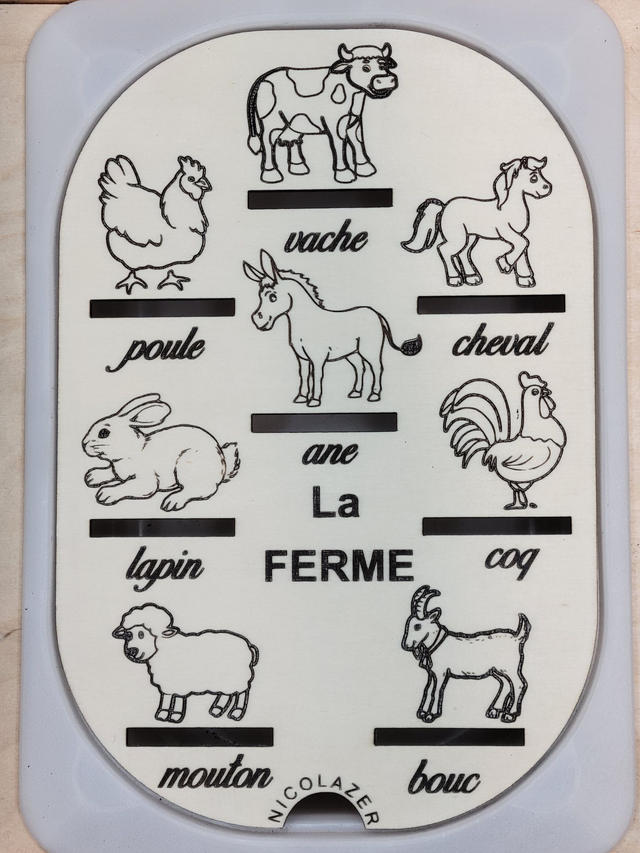 vache
poule
cheval
ane
lapin
La
FERME
coq
mouton
bouc
NICOLAZER